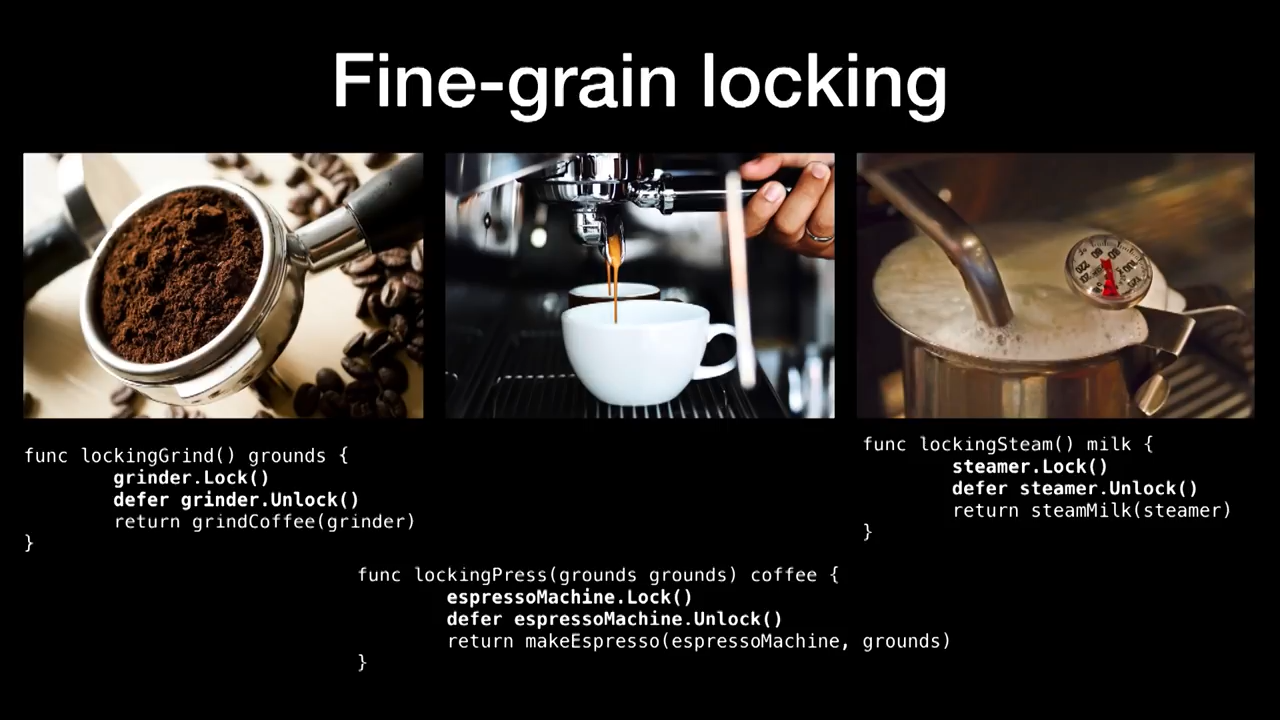 Fine-grain locking
func lockingGrind() grounds {
        grinder.Lock()
        defer grinder.Unlock()
        return grindCoffee(grinder)
}
func lockingSteam() milk {
        steamer.Lock()
        defer steamer.Unlock()
        return steamMilk(steamer)
}
func lockingPress(grounds grounds) coffee {
        espressoMachine.Lock()
        defer espressoMachine.Unlock()
        return makeEspresso(espressoMachine, grounds)
}